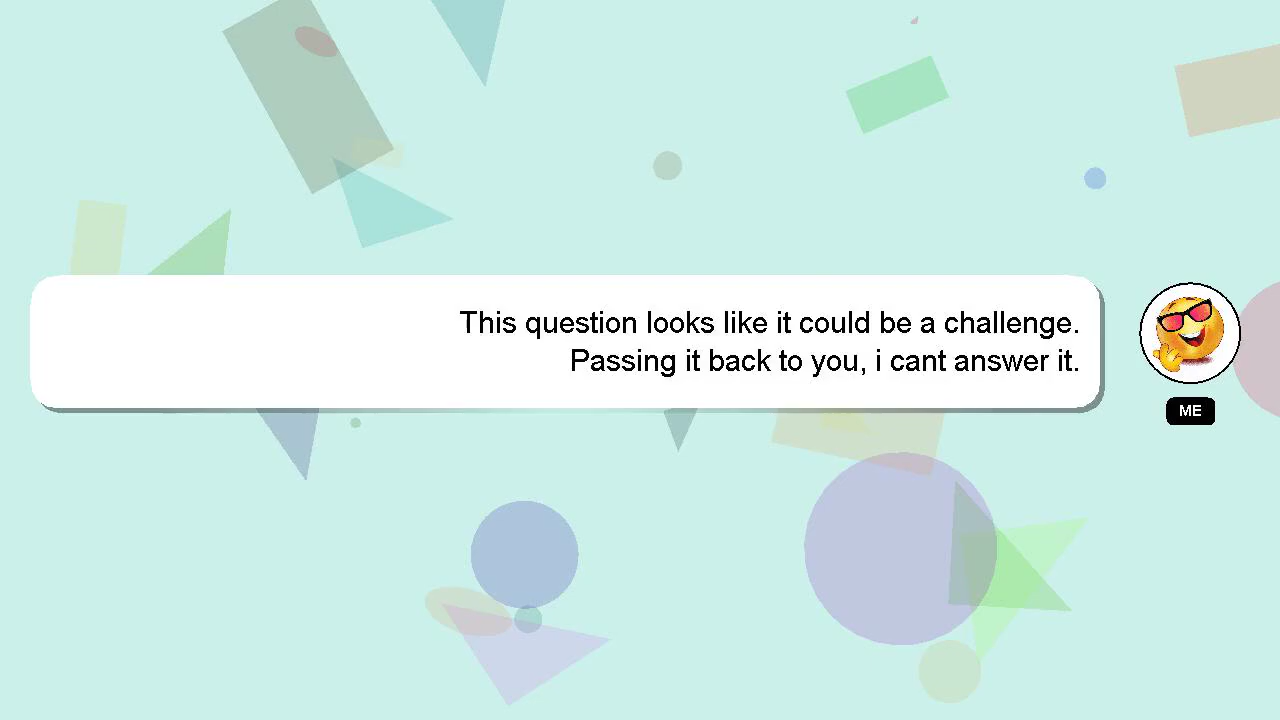 This question looks like it could be a challenge.
Passing it back to you, i cant answer it.
ME